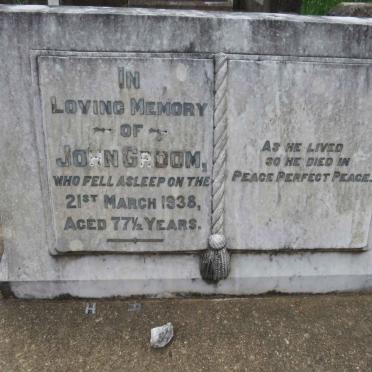 IN
LOVING MEMORY
~ OF ~
JOHN GROOM,
WHO FELL ASLEEP ON THE
21ST MARCH 1938,
AGED 77½ YEARS.
AS HE LIVED
SO HE DIED IN
PEACE PERFECT PEACE.